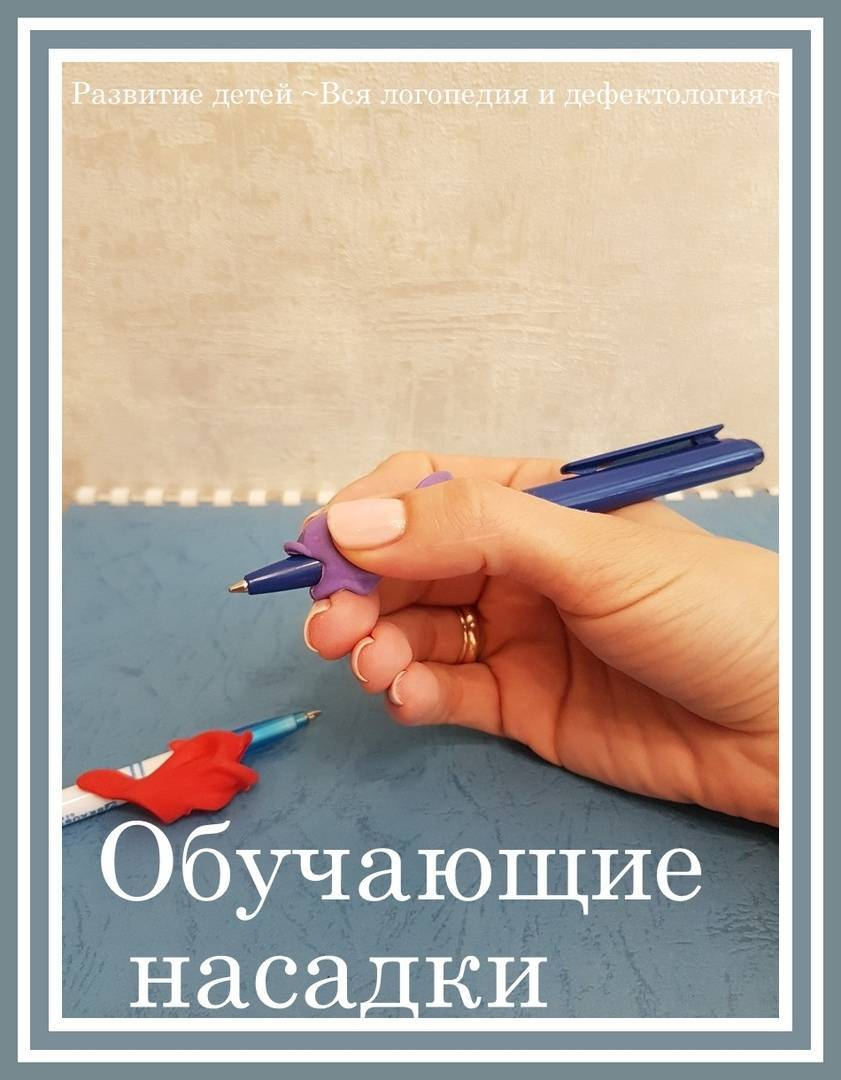 Развитие детей ~Вся логопедия и дефектология~
Обучающие
насадки